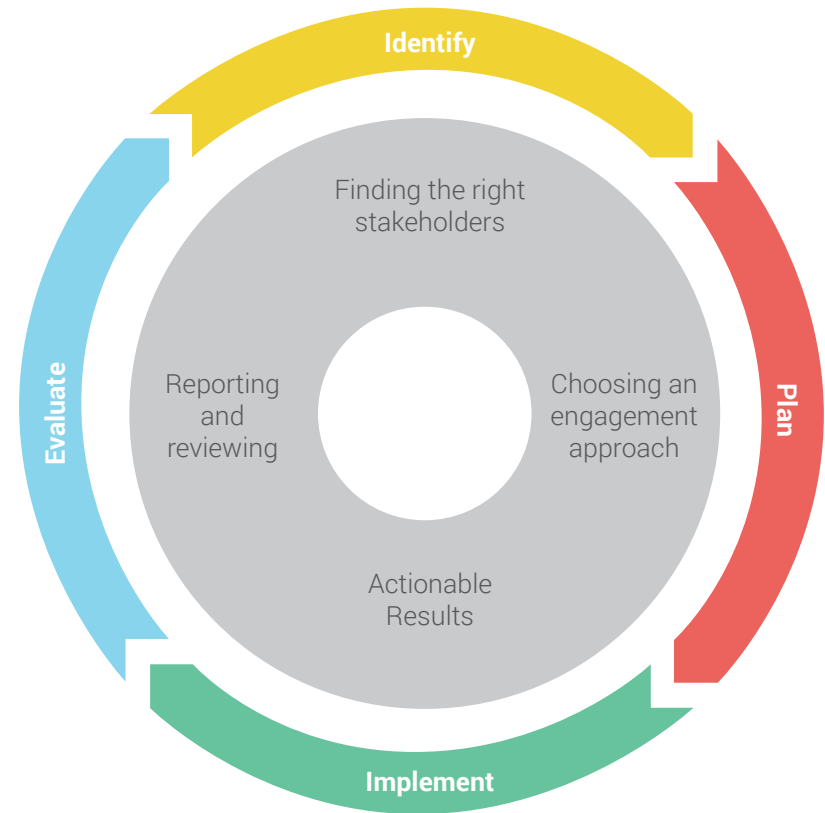 Identify
Finding the right
stakeholders
Plan
Choosing an
engagement
approach
Implement
Actionable
Results
Evaluate
Reporting
and
reviewing